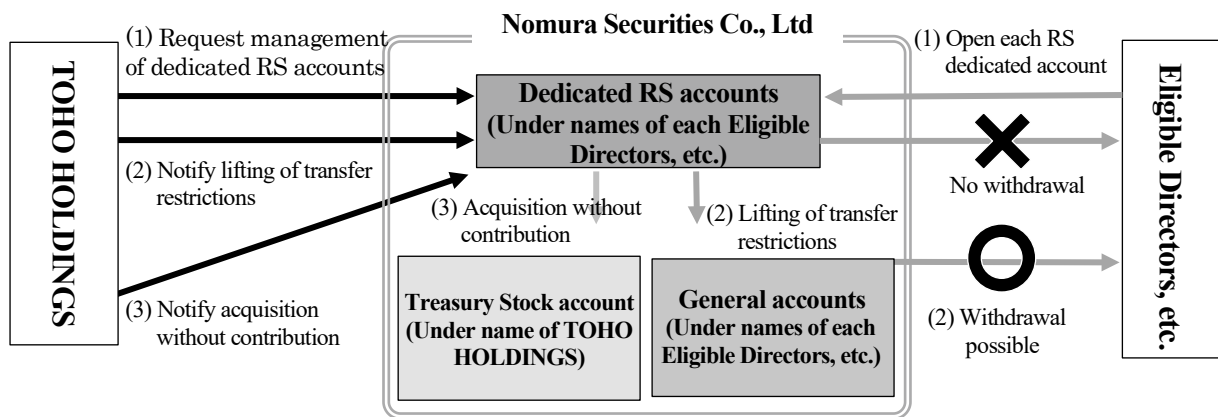 Nomura Securities Co., Ltd
TOHO HOLDINGS
(1) Request management
of dedicated RS accounts
(2) Notify lifting of transfer
restrictions
(3) Notify acquisition
without contribution
Dedicated RS accounts
(Under names of each Eligible
Directors, etc.)
(3) Acquisition without
contribution
(2) Lifting of transfer
restrictions
Treasury Stock account
(Under name of TOHO
HOLDINGS)
General accounts
(Under names of each
Eligible Directors, etc.)
(1) Open each RS
dedicated account
No withdrawal
(2) Withdrawal
possible
Eligible Directors, etc.